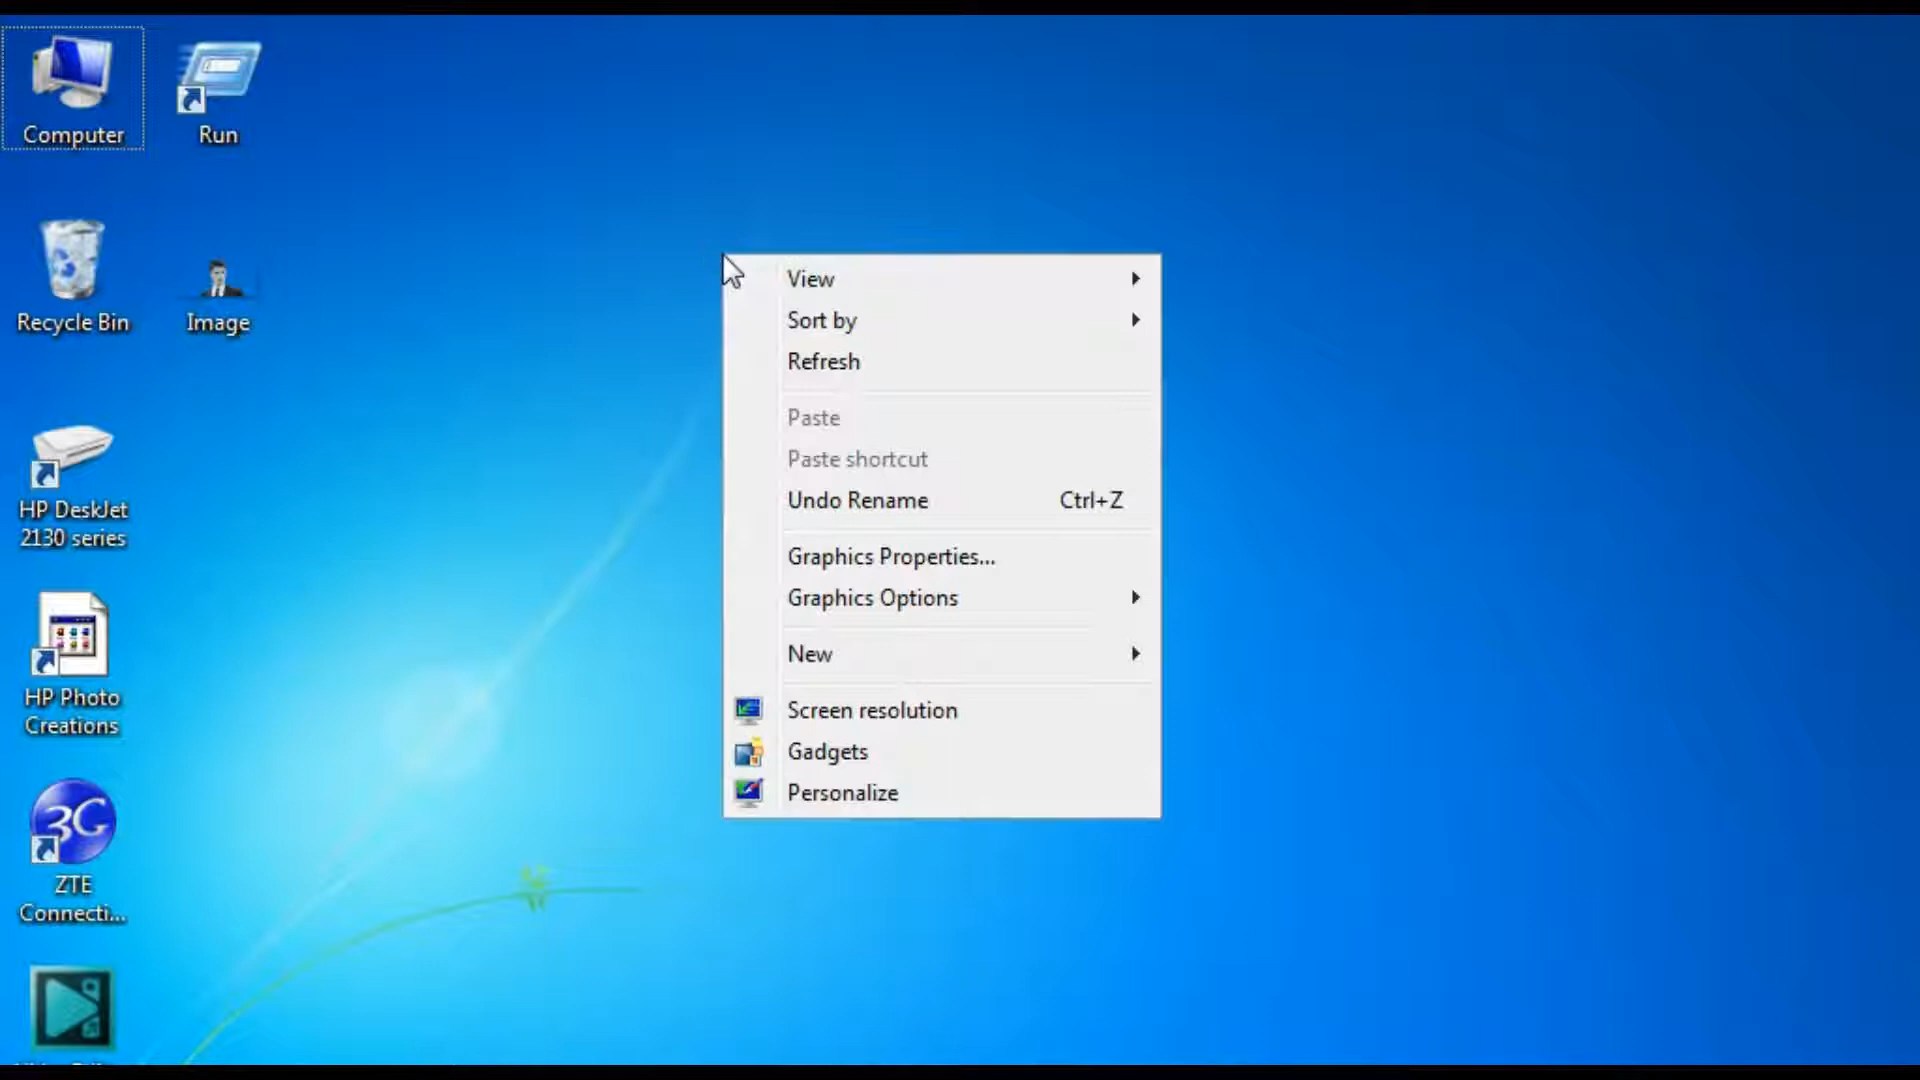 Computer
Run
Recycle Bin
Image
HP DeskJet
2130 series
HP Photo
Creations
3G
ZTE
Connecti...
View
Sort by
Refresh
Paste
Paste shortcut
Undo Rename Ctrl+Z
Graphics Properties...
Graphics Options
New
Screen resolution
Gadgets
Personalize